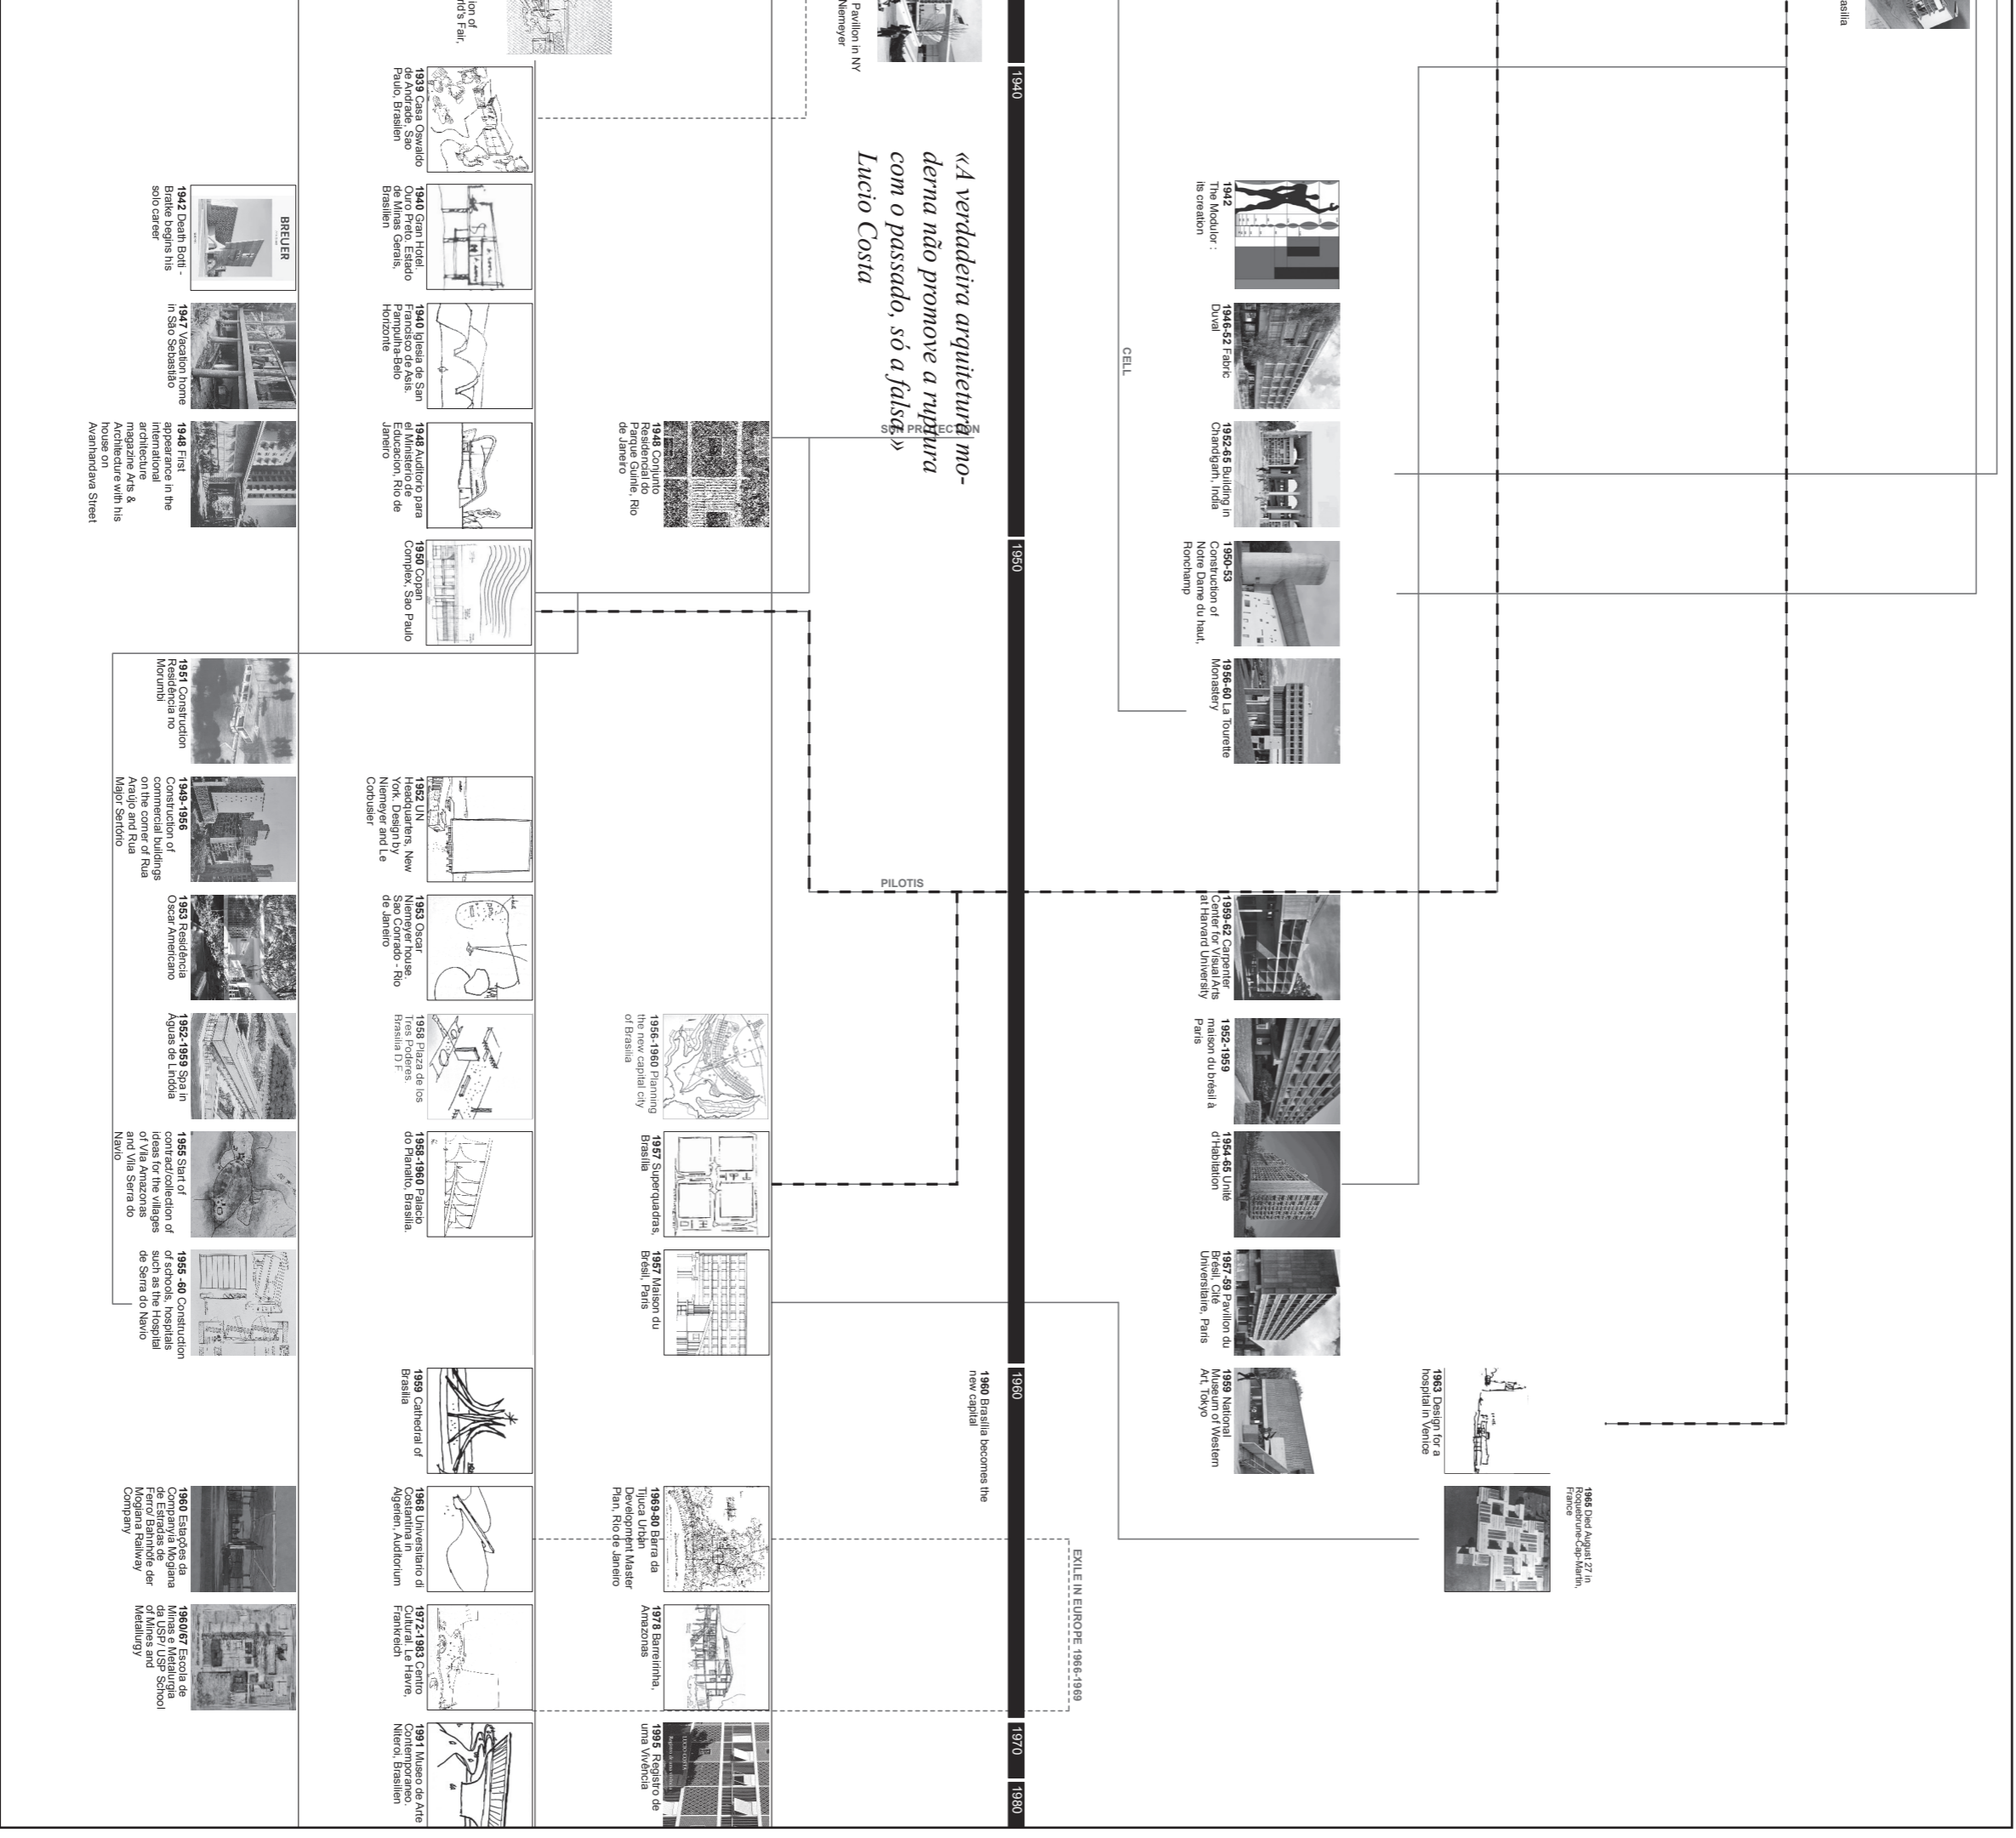 asilia
1942
The Modulor :
its creation
1946-52 Fabric
Duval
1952-65 Building in
Chandigarh, India
1950-53
Construction of
Notre Dame du haut,
Ronchamp
1956-60 La Tourette
Monastery
1959-62 Carpenter
Center for Visual Arts
at Harvard University
1952-1959
maison du brésil à
Paris
1954-65 Unité
d'Habitation
1957-59 Pavillon du
Brésil, Cité
Universitaire, Paris
1959 National
Museum of Western
Art, Tokyo
1963 Design for a
hospital in Venice
1965 Died August 27 in
Roquebrune-Cap-Martin,
France
CELL
EXILE IN EUROPE 1966-1969
1940
1950
1960
1970
1980
1960 Brasilia becomes the
new capital
«A verdadeira arquitetura mo-
derna não promove a ruptura
com o passado, só a falsa.»
Lucio Costa
SUN PROTECTION
PILOTIS
Pavilion in NY
Niemeyer
1948 Conjunto
Residencial do
Parque Guinle, Rio
de Janeiro
1956-1960 Planning
the new capital city
of Brasilia
1957 Superquadras,
Brasília
1957 Maison du
Brésil, Paris
1969-80 Barra da
Tijuca Urban
Development Master
Plan, Rio de Janeiro
1978 Barreirinha,
Amazonas
1995 Registro de
uma Vivência
ion of
ld's Fair,
1939 Casa Oswaldo
de Andrade, Sao
Paulo, Brasilen
1940 Gran Hotel.
Ouro Preto. Estado
de Minas Gerais,
Brasilien
1940 Iglesia de San
Francisco de Asis.
Pampulha-Belo
Horizonte
1948 Auditorio para
el Ministerio de
Educacion, Rio de
Janeiro
1950 Copan
Complex, Sao Paulo
1952 UN
Headquarters, New
York. Design by
Niemeyer and Le
Corbusier
1953 Oscar
Niemeyer house.
Sao Conrado - Rio
de Janeiro
1958 Plaza de los
Tres Poderes.
Brasilia D F
1958-1960 Palacio
do Planalto, Brasilia.
1959 Cathedral of
Brasilia
1968 Universitario di
Costantina in
Algerien, Auditorium
1972-1983 Centro
Cultural. Le Havre,
Frankreich
1991 Museo de Arte
Contemporaneo.
Niteroi, Brasilien
BREUER
1942 Death Botti -
Bratke begins his
solo career
1947 Vacation home
in São Sebastião
1948 First
appearance in the
international
architecture
magazine Arts &
Architecture with his
house on
Avanhandava Street
1951 Construction
Residência no
Morumbi
1949-1956
Construction of
commercial buildings
on the corner of Rua
Araújo and Rua
Major Sertório
1953 Residência
Oscar Americano
1952-1959 Spa in
Águas de Lindóia
1955 Start of
contract/collection of
ideas for the villages
of Vila Amazonas
and Vila Serra do
Navio
1955 -60 Construction
of schools, hospitals
such as the Hospital
de Serra do Navio
1960 Estações da
Companyia Mogiana
de Estradas de
Ferro/ Bahnhöfe der
Mogiana Railway
Company
1960/67 Escola de
Minas e Metalurgia
da USP/ USP School
of Mines and
Metallurgy